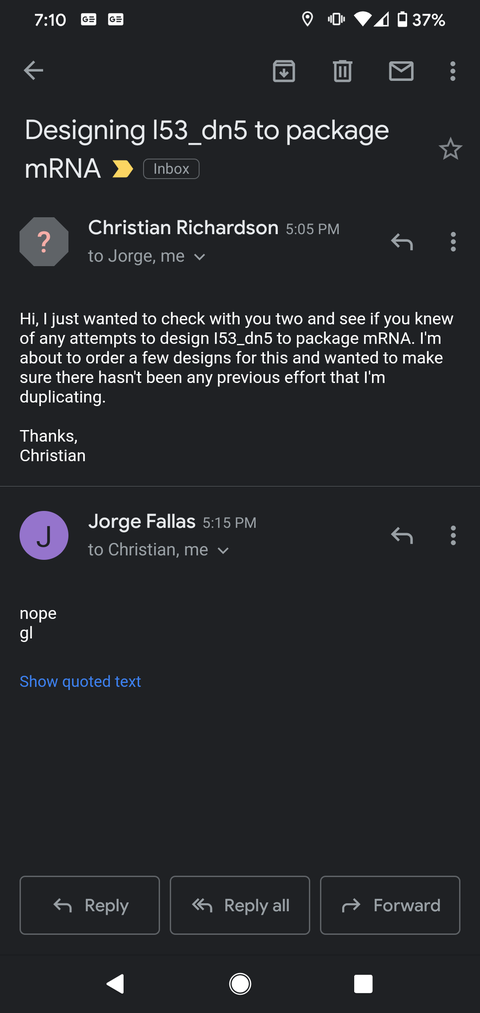 7:10 GE GE 37%
Designing I53_dn5 to package
mRNA Inbox
?
Christian Richardson 5:05 PM
to Jorge, me
Hi, I just wanted to check with you two and see if you knew
of any attempts to design I53_dn5 to package mRNA. I'm
about to order a few designs for this and wanted to make
sure there hasn't been any previous effort that I'm
duplicating.
Thanks,
Christian
J
Jorge Fallas 5:15 PM
to Christian, me
nope
gl
Show quoted text
Reply Reply all Forward